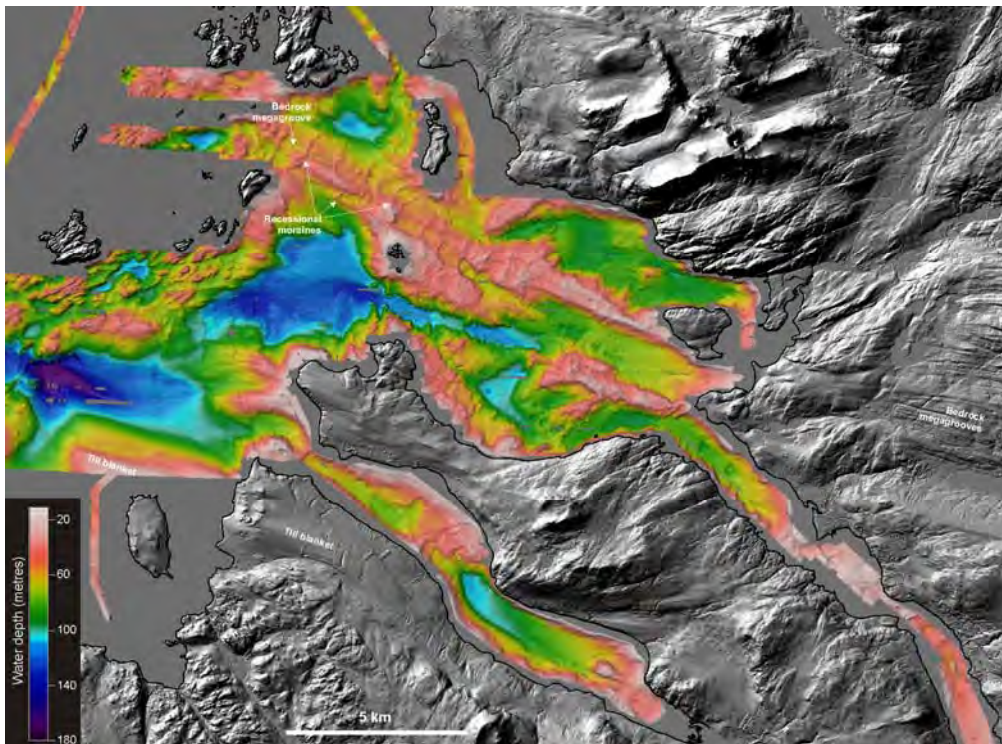 Bedrock
megagroove
Recessional
moraines
Bedrock
megagrooves
Till blanket
Till blanket
Water depth (metres)
20
60
100
140
180
5 km